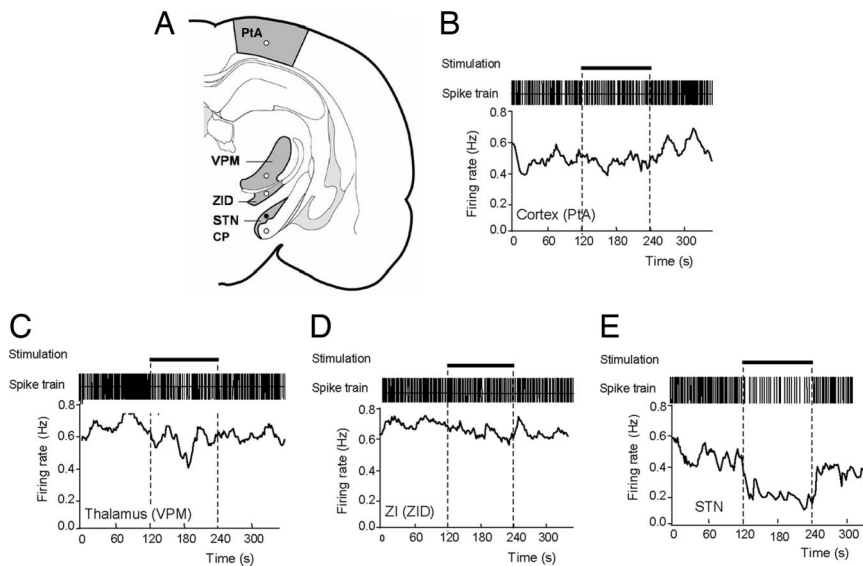 A
PtA
VPM
ZID
STN
CP
B
Stimulation
Spike train
Firing rate (Hz)
0.8
0.6
0.4
0.2
0.0
Cortex (PtA)
0 60 120 180 240 300
Time (s)
C
Stimulation
Spike train
Firing rate (Hz)
0.8
0.6
0.4
0.2
0.0
Thalamus (VPM)
0 60 120 180 240 300
Time (s)
D
Stimulation
Spike train
Firing rate (Hz)
0.8
0.6
0.4
0.2
0.0
ZI (ZID)
0 60 120 180 240 300
Time (s)
E
Stimulation
Spike train
Firing rate (Hz)
0.8
0.6
0.4
0.2
0.0
STN
0 60 120 180 240 300
Time (s)